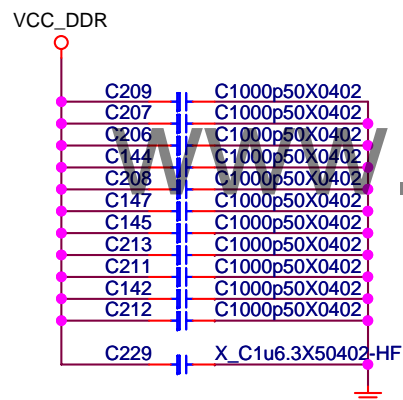 VCC_DDR
C209 C1000p50X0402
C207 C1000p50X0402
C206 C1000p50X0402
C144 C1000p50X0402
C208 C1000p50X0402
C147 C1000p50X0402
C145 C1000p50X0402
C213 C1000p50X0402
C211 C1000p50X0402
C142 C1000p50X0402
C212 C1000p50X0402
C229 X_C1u6.3X50402-HF
www